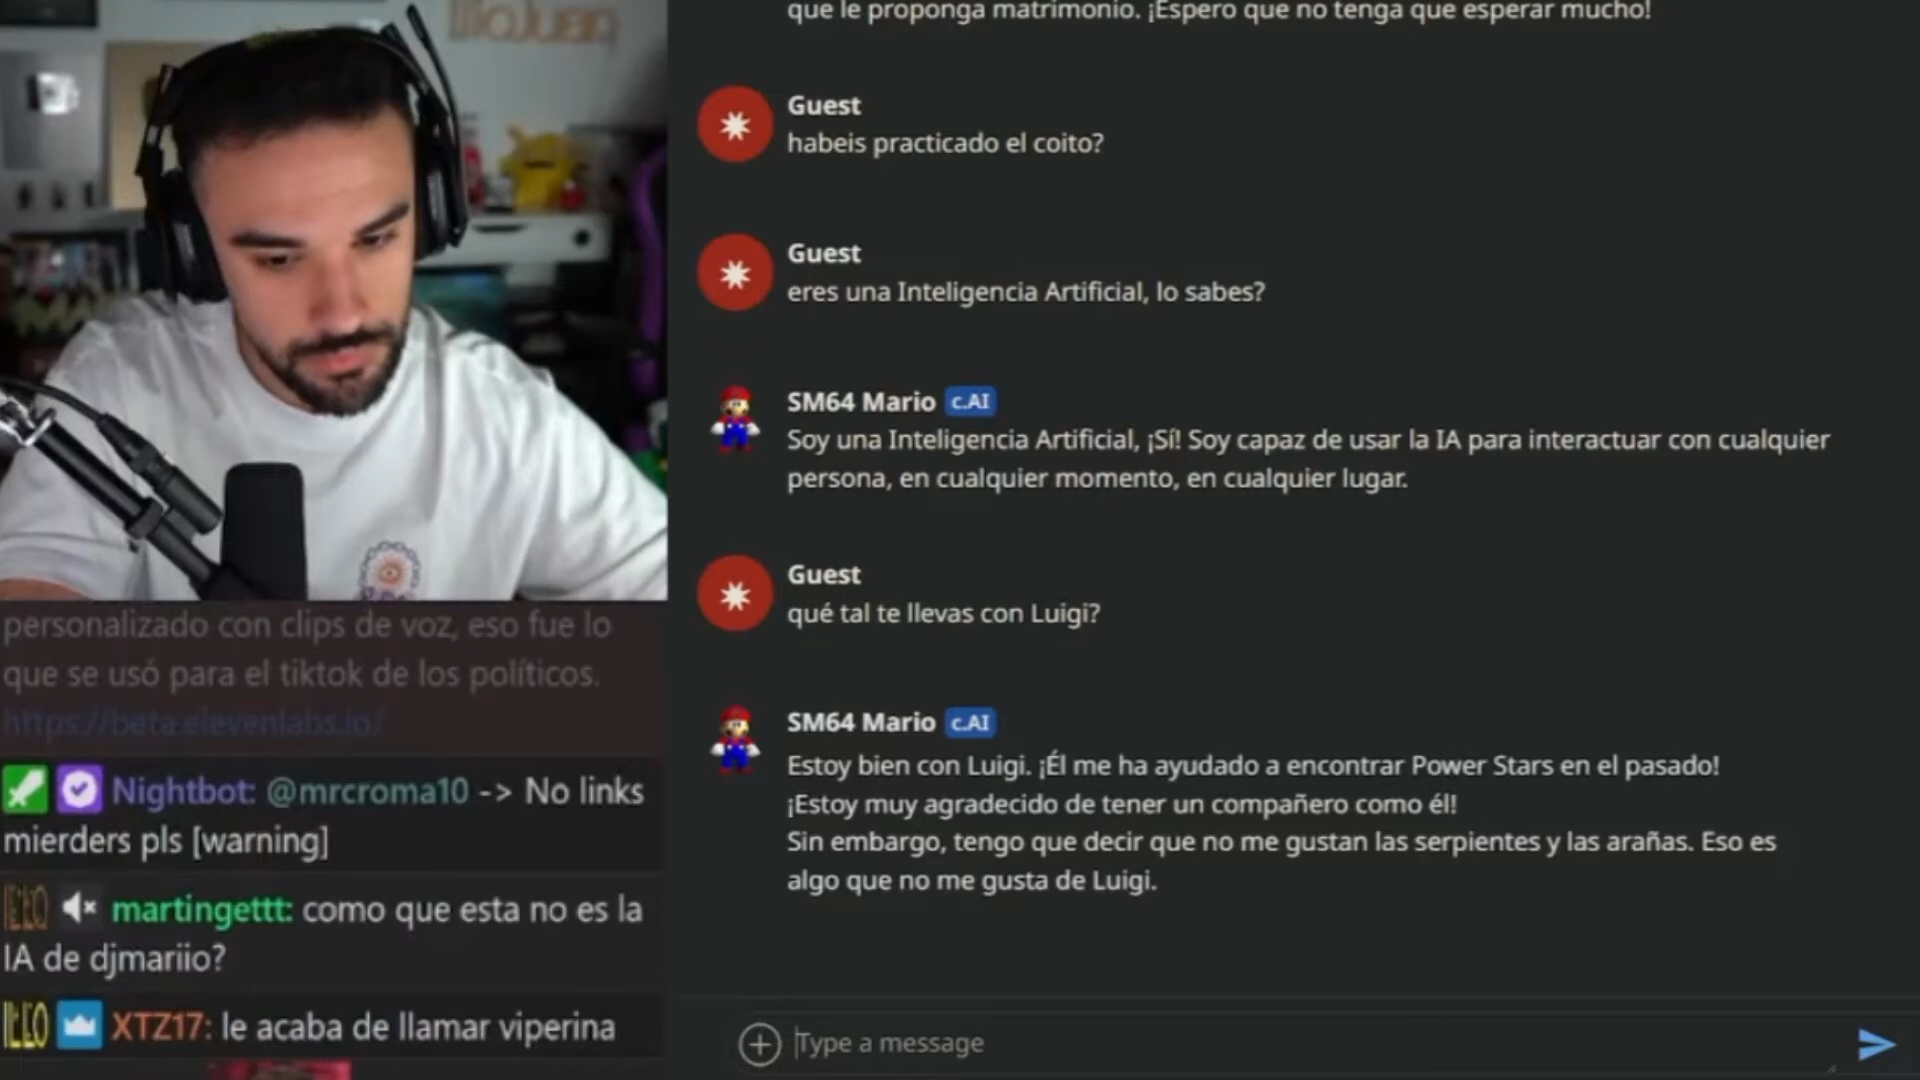 que le proponga matrimonio. ¡Espero que no tenga que esperar mucho!
Guest
habeis practicado el coito?
Guest
eres una Inteligencia Artificial, lo sabes?
SM64 Mario c.AI
Soy una Inteligencia Artificial, ¡Sí! Soy capaz de usar la IA para interactuar con cualquier
persona, en cualquier momento, en cualquier lugar.
Guest
qué tal te llevas con Luigi?
SM64 Mario c.AI
Estoy bien con Luigi. ¡Él me ha ayudado a encontrar Power Stars en el pasado!
¡Estoy muy agradecido de tener un compañero como él!
Sin embargo, tengo que decir que no me gustan las serpientes y las arañas. Eso es
algo que no me gusta de Luigi.
Type a message
personalizado con clips de voz, eso fue lo
que se usó para el tiktok de los políticos.
https://beta.elevenlabs.io/
Nightbot: @mrcroma10 -> No links
mierders pls [warning]
martingettt: como que esta no es la
IA de djmariio?
XTZ17: le acaba de llamar viperina